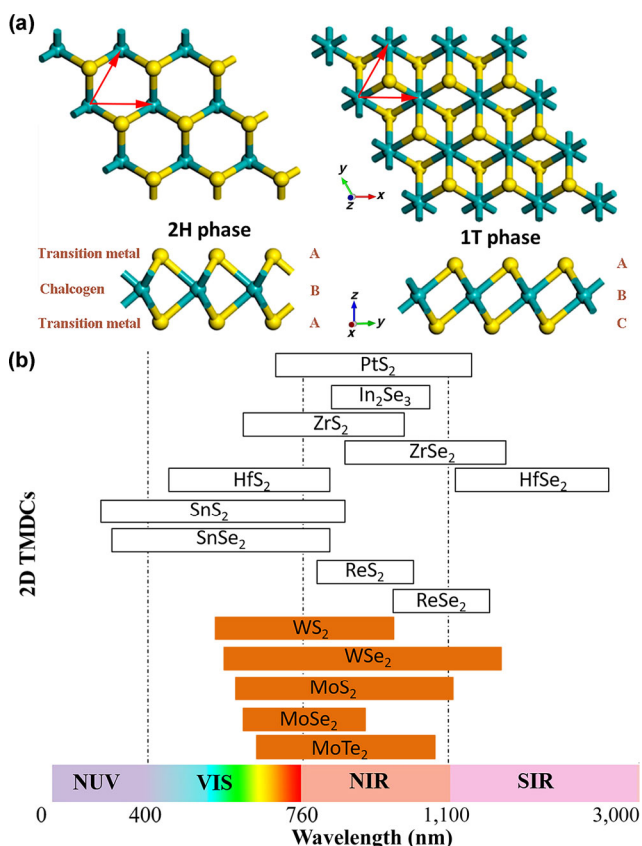 (a)
y
z
x
2H phase
1T phase
Transition metal
A
A
Chalcogen
B
z
B
Transition metal
A
x
y
C
(b)
PtS₂
In₂Se₃
ZrS₂
ZrSe₂
HfS₂
HfSe₂
SnS₂
SnSe₂
ReS₂
ReSe₂
WS₂
WSe₂
MoS₂
MoSe₂
MoTe₂
2D TMDCs
NUV
VIS
NIR
SIR
0
400
760
1,100
3,000
Wavelength (nm)